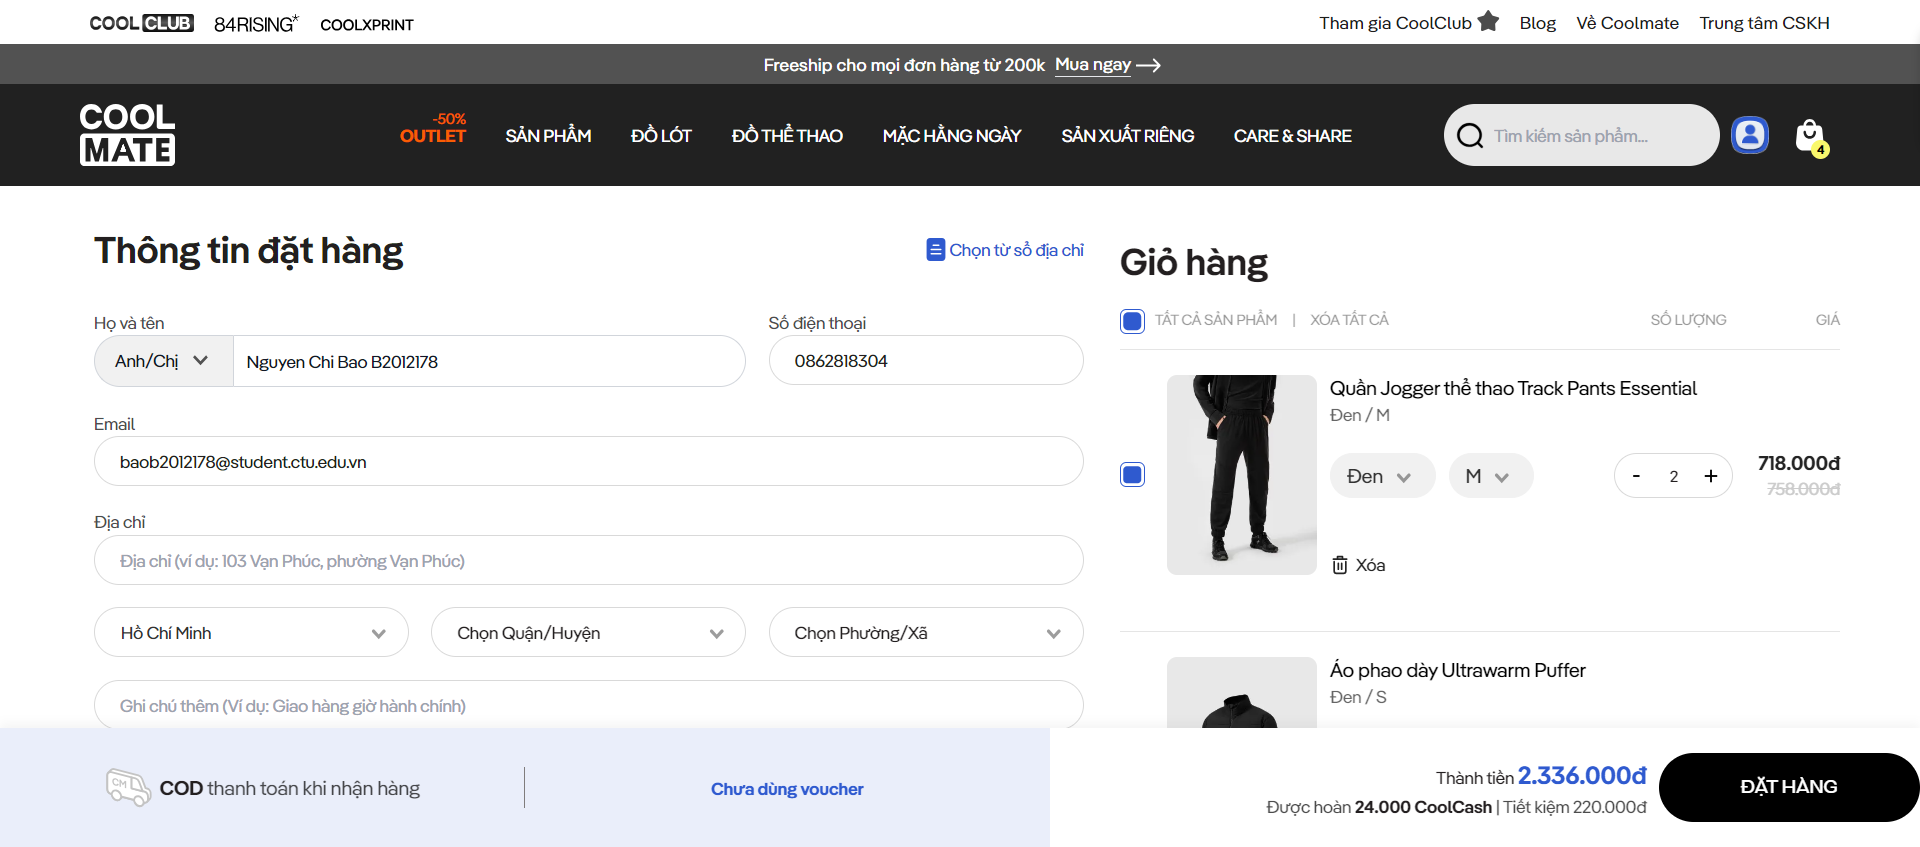 COOL CLUB 84RISING* COOLXPRINT Tham gia CoolClub Blog Về Coolmate Trung tâm CSKH
Freeship cho mọi đơn hàng từ 200k Mua ngay
COOL
MATE
-50%
OUTLET SẢN PHẨM ĐỒ LÓT ĐỒ THỂ THAO MẶC HẰNG NGÀY SẢN XUẤT RIÊNG CARE & SHARE Tìm kiếm sản phẩm... 4
Thông tin đặt hàng Chọn từ sổ địa chỉ
Họ và tên Số điện thoại
Anh/Chị Nguyen Chi Bao B2012178 0862818304
Email
baob2012178@student.ctu.edu.vn
Địa chỉ
Địa chỉ (ví dụ: 103 Vạn Phúc, phường Vạn Phúc)
Hồ Chí Minh Chọn Quận/Huyện Chọn Phường/Xã
Ghi chú thêm (Ví dụ: Giao hàng giờ hành chính)
Giỏ hàng
TẤT CẢ SẢN PHẨM | XÓA TẤT CẢ SỐ LƯỢNG GIÁ
Quần Jogger thể thao Track Pants Essential
Đen / M
Đen M - 2 + 718.000đ
758.000đ
Xóa
Áo phao dày Ultrawarm Puffer
Đen / S
CM COD thanh toán khi nhận hàng Chưa dùng voucher
Thành tiền 2.336.000đ
Được hoàn 24.000 CoolCash | Tiết kiệm 220.000đ
ĐẶT HÀNG